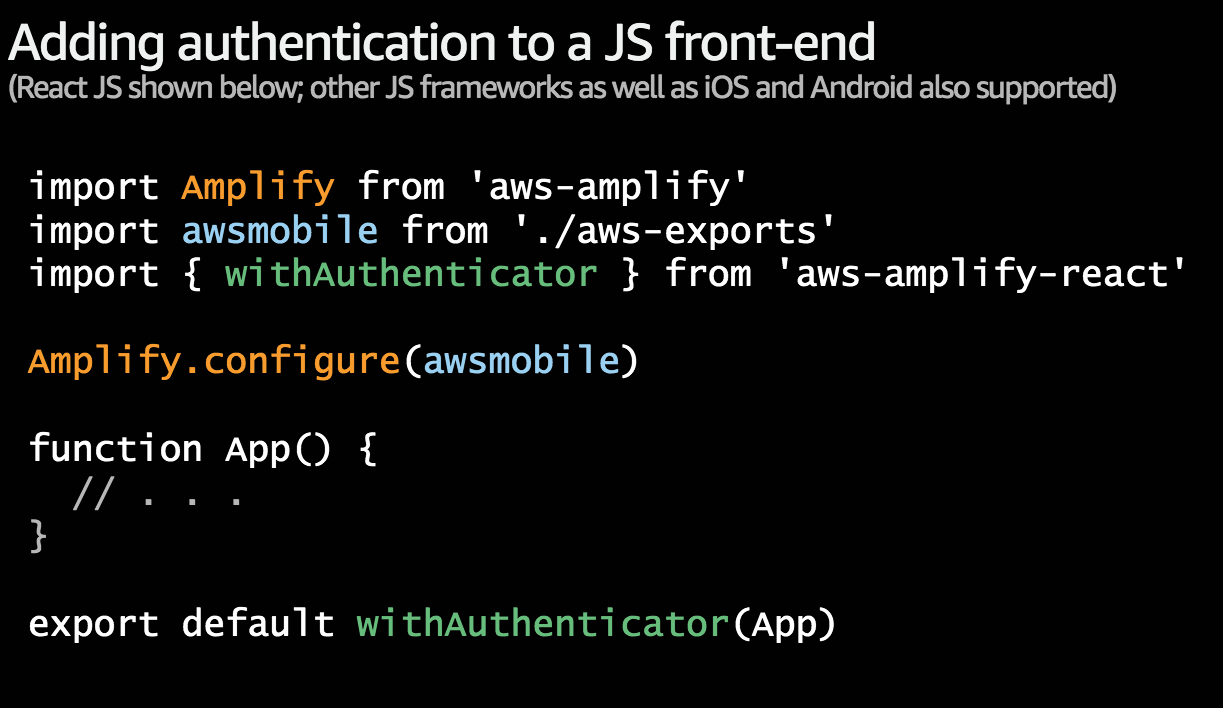 Adding authentication to a JS front-end
(React JS shown below; other JS frameworks as well as iOS and Android also supported)
import Amplify from 'aws-amplify'
import awsmobile from './aws-exports'
import { withAuthenticator } from 'aws-amplify-react'
Amplify.configure(awsmobile)
function App() {
  // . . .
}
export default withAuthenticator(App)